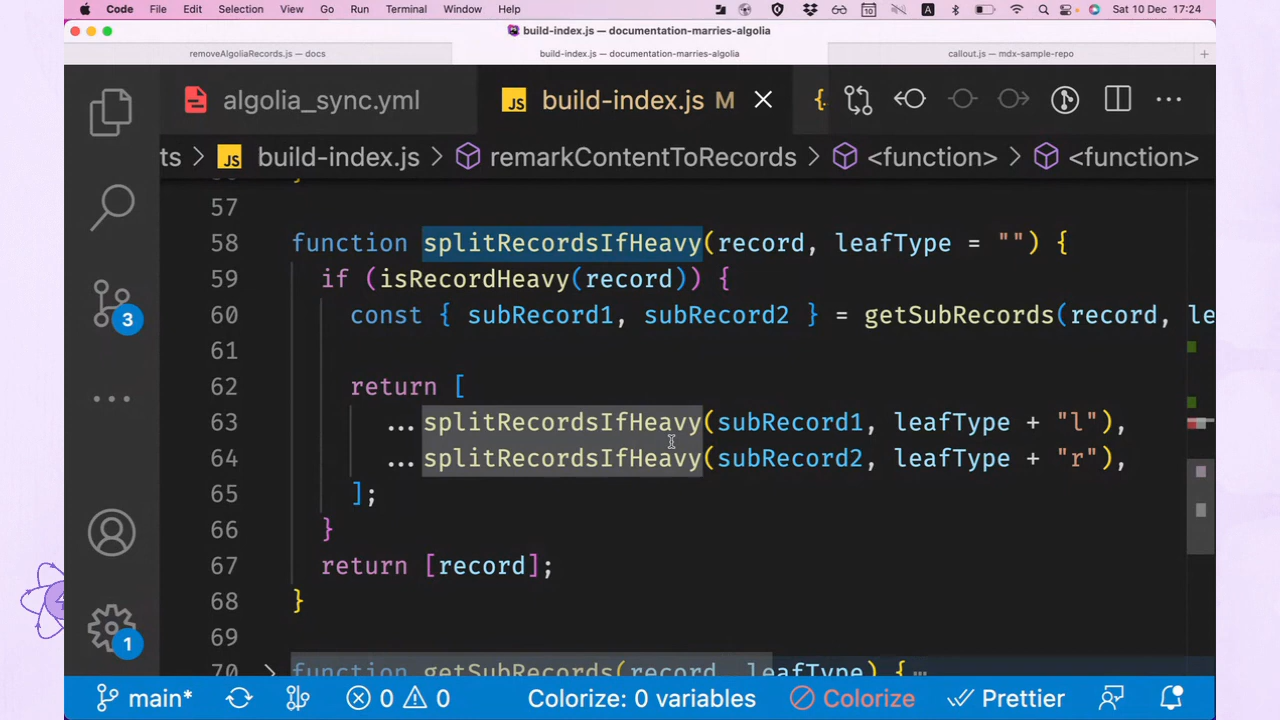 Code File Edit Selection View Go Run Terminal Window Help A Sat 10 Dec 17:24
build-index.js — documentation-marries-algolia
removeAlgoliaRecords.js — docs build-index.js — documentation-marries-algolia callout.js — mdx-sample-repo +
algolia_sync.yml JS build-index.js M
ts > JS build-index.js > remarkContentToRecords > <function> > <function>
57
58 function splitRecordsIfHeavy(record, leafType = "") {
59 if (isRecordHeavy(record)) {
60 const { subRecord1, subRecord2 } = getSubRecords(record, le
61
62 return [
63 ...splitRecordsIfHeavy(subRecord1, leafType + "l"),
64 ...splitRecordsIfHeavy(subRecord2, leafType + "r"),
65 ];
66 }
67 return [record];
68 }
69
70 function getSubRecords(record, leafType) {…
3
1
main* 0 0 Colorize: 0 variables Colorize Prettier